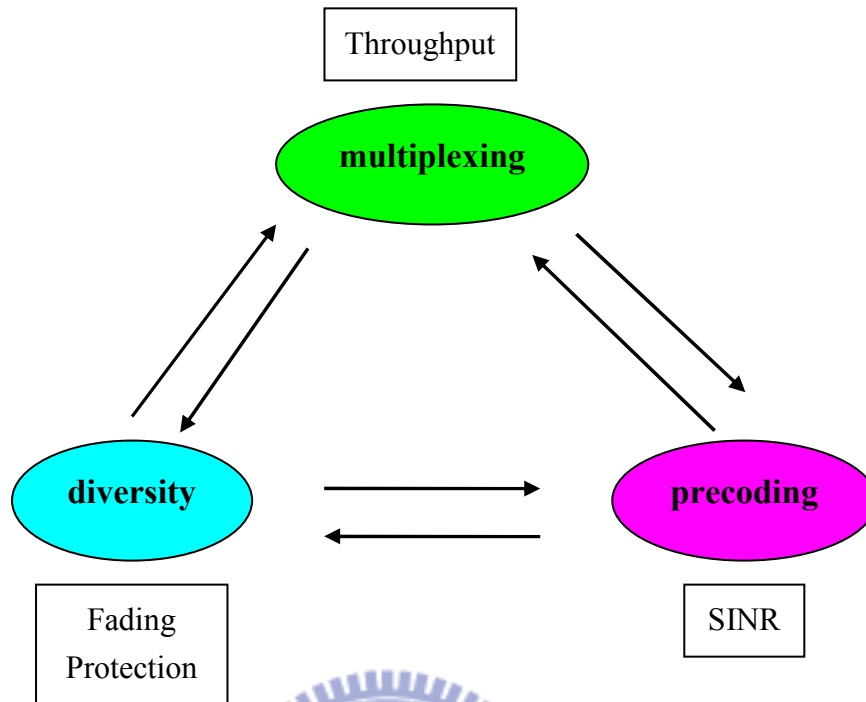 Throughput
multiplexing
diversity
precoding
Fading
Protection
SINR